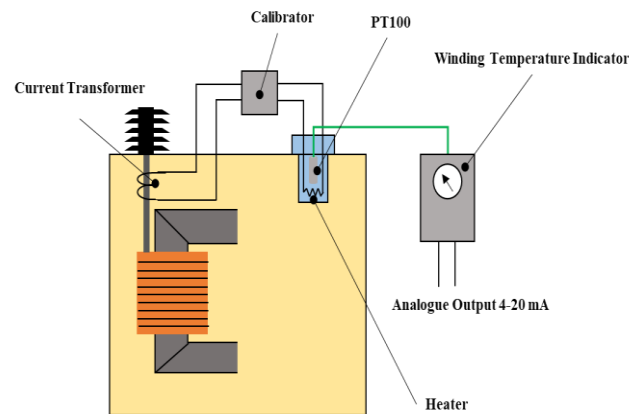 Calibrator
PT100
Winding Temperature Indicator
Current Transformer
Analogue Output 4-20 mA
Heater